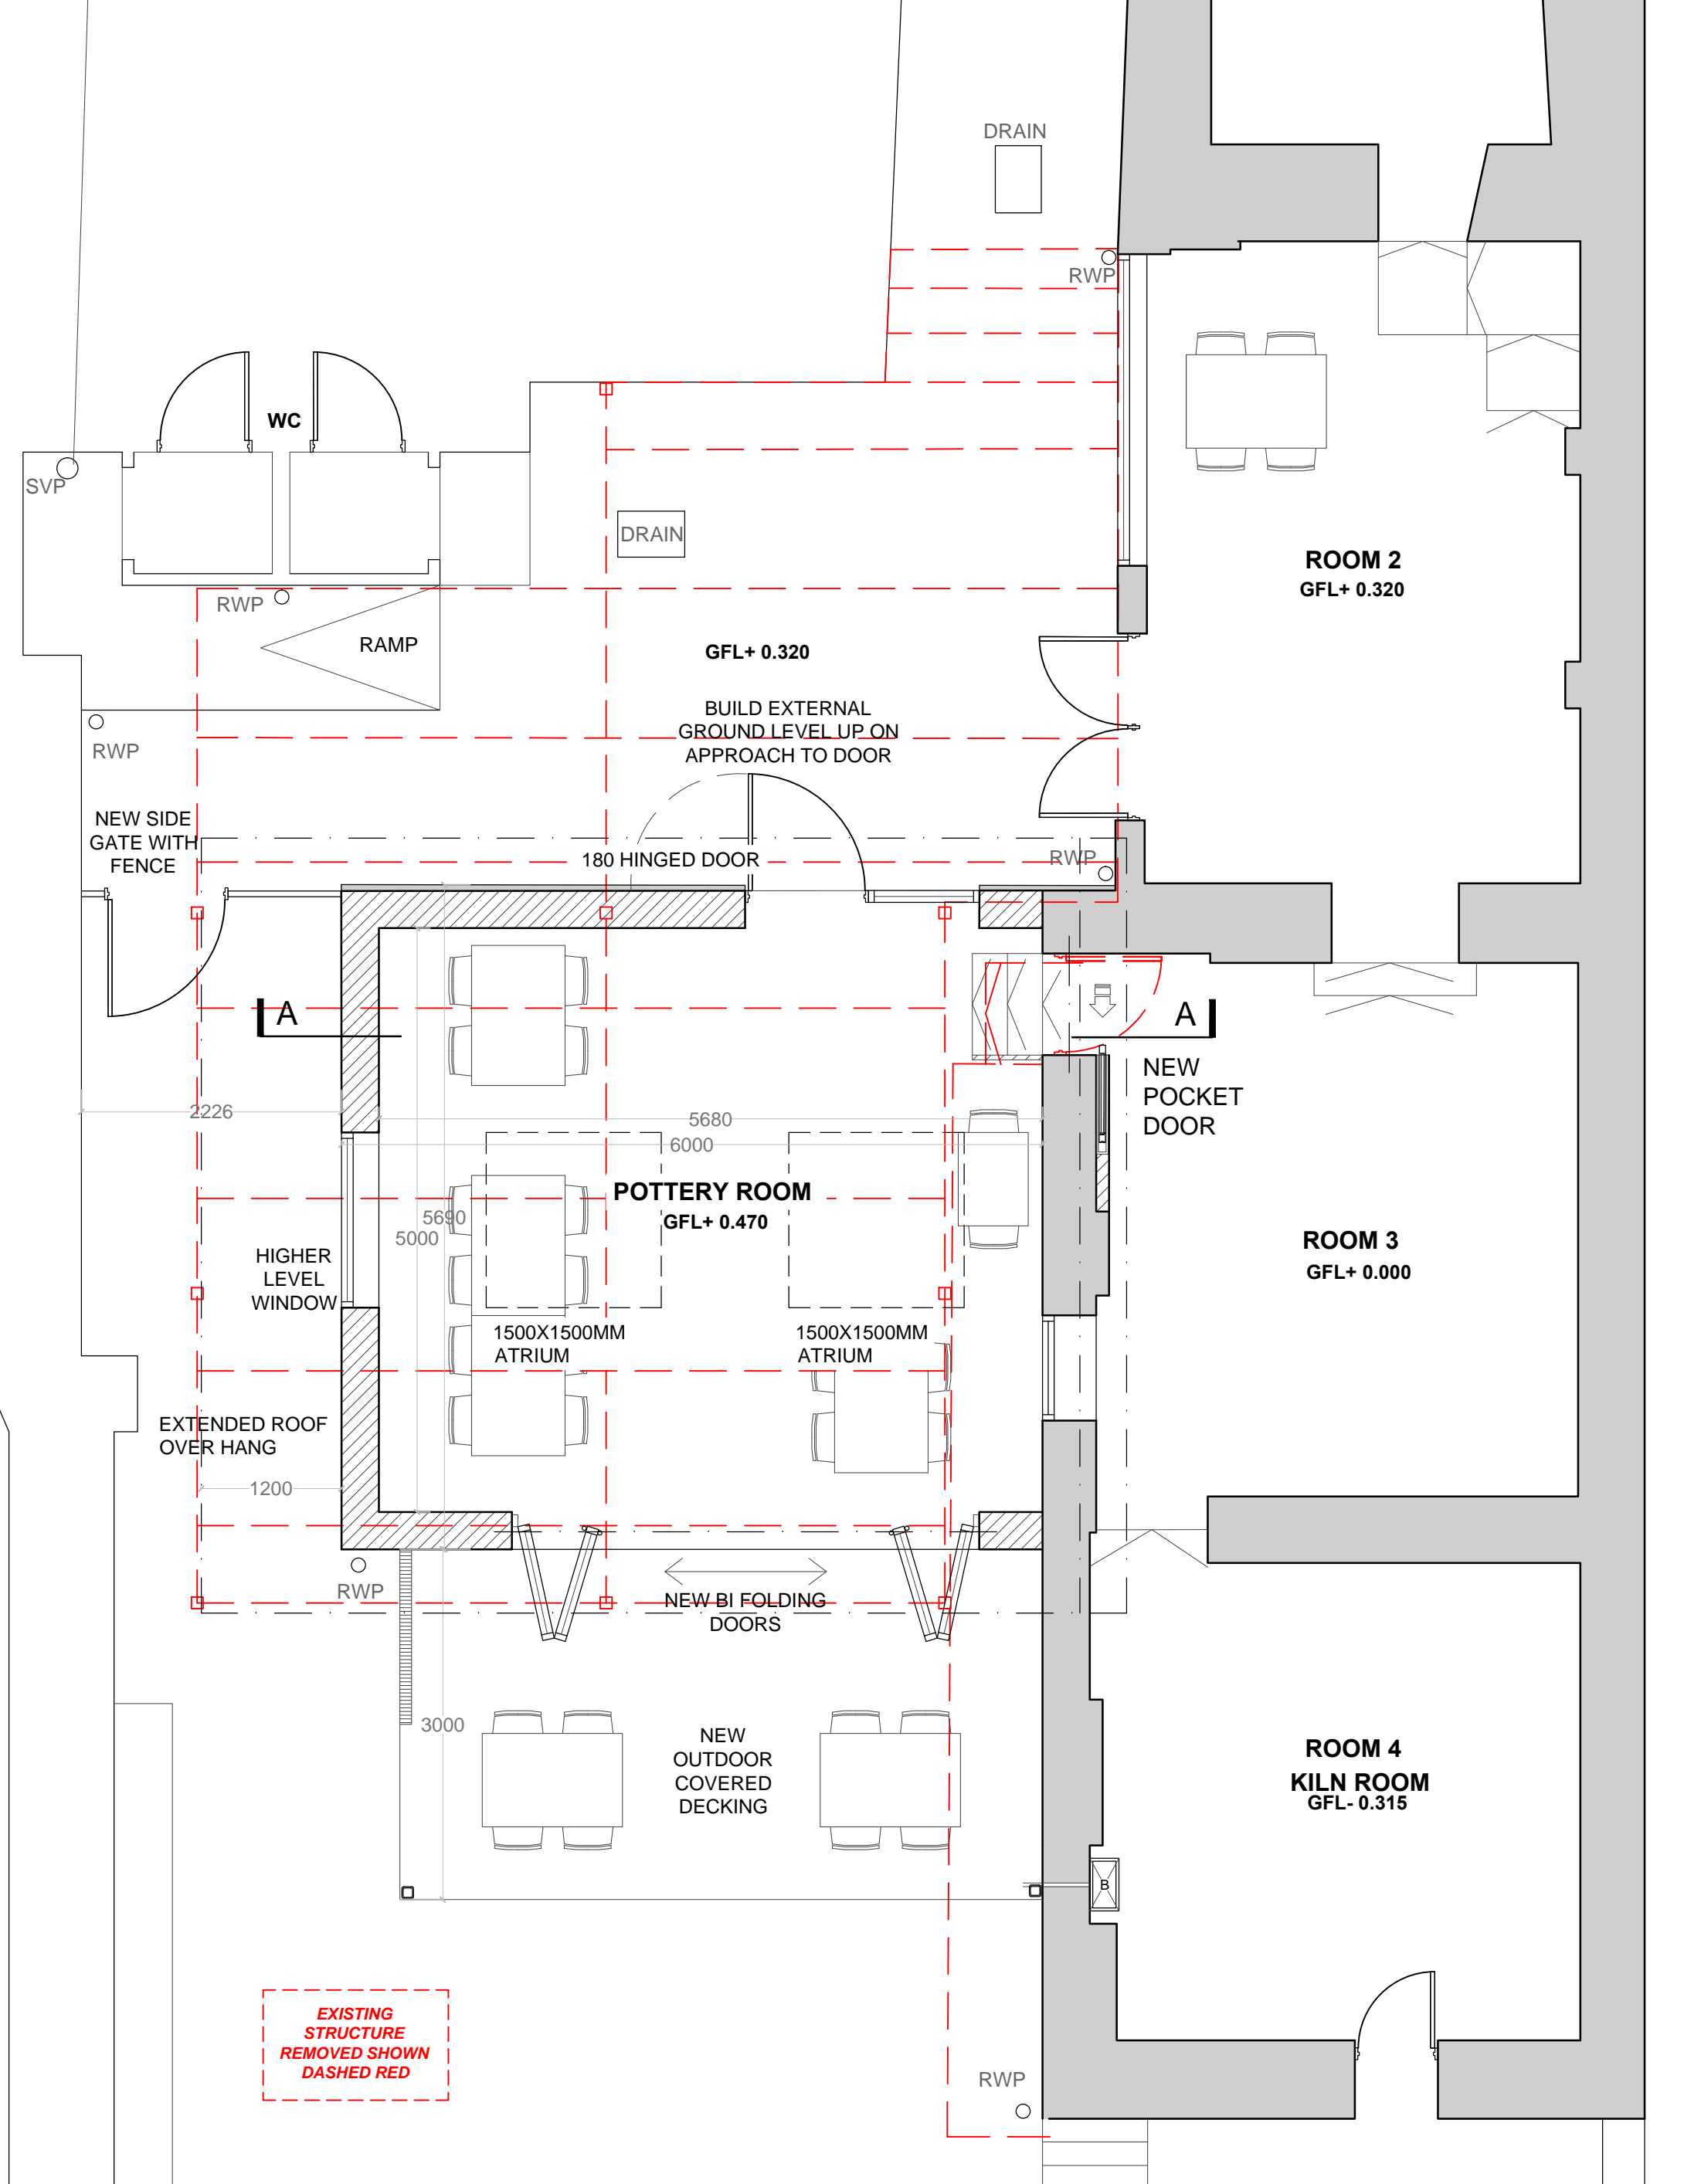 DRAIN
RWP
WC
SVP
DRAIN
ROOM 2
GFL+ 0.320
RWP
RAMP
GFL+ 0.320
BUILD EXTERNAL
GROUND LEVEL UP ON
APPROACH TO DOOR
RWP
NEW SIDE
GATE WITH
FENCE
180 HINGED DOOR
RWP
A
A
NEW
POCKET
DOOR
2226
5680
6000
POTTERY ROOM
GFL+ 0.470
5690
5000
ROOM 3
GFL+ 0.000
HIGHER
LEVEL
WINDOW
1500X1500MM
ATRIUM
1500X1500MM
ATRIUM
EXTENDED ROOF
OVER HANG
1200
RWP
NEW BI FOLDING
DOORS
3000
NEW
OUTDOOR
COVERED
DECKING
ROOM 4
KILN ROOM
GFL- 0.315
B
EXISTING
STRUCTURE
REMOVED SHOWN
DASHED RED
RWP